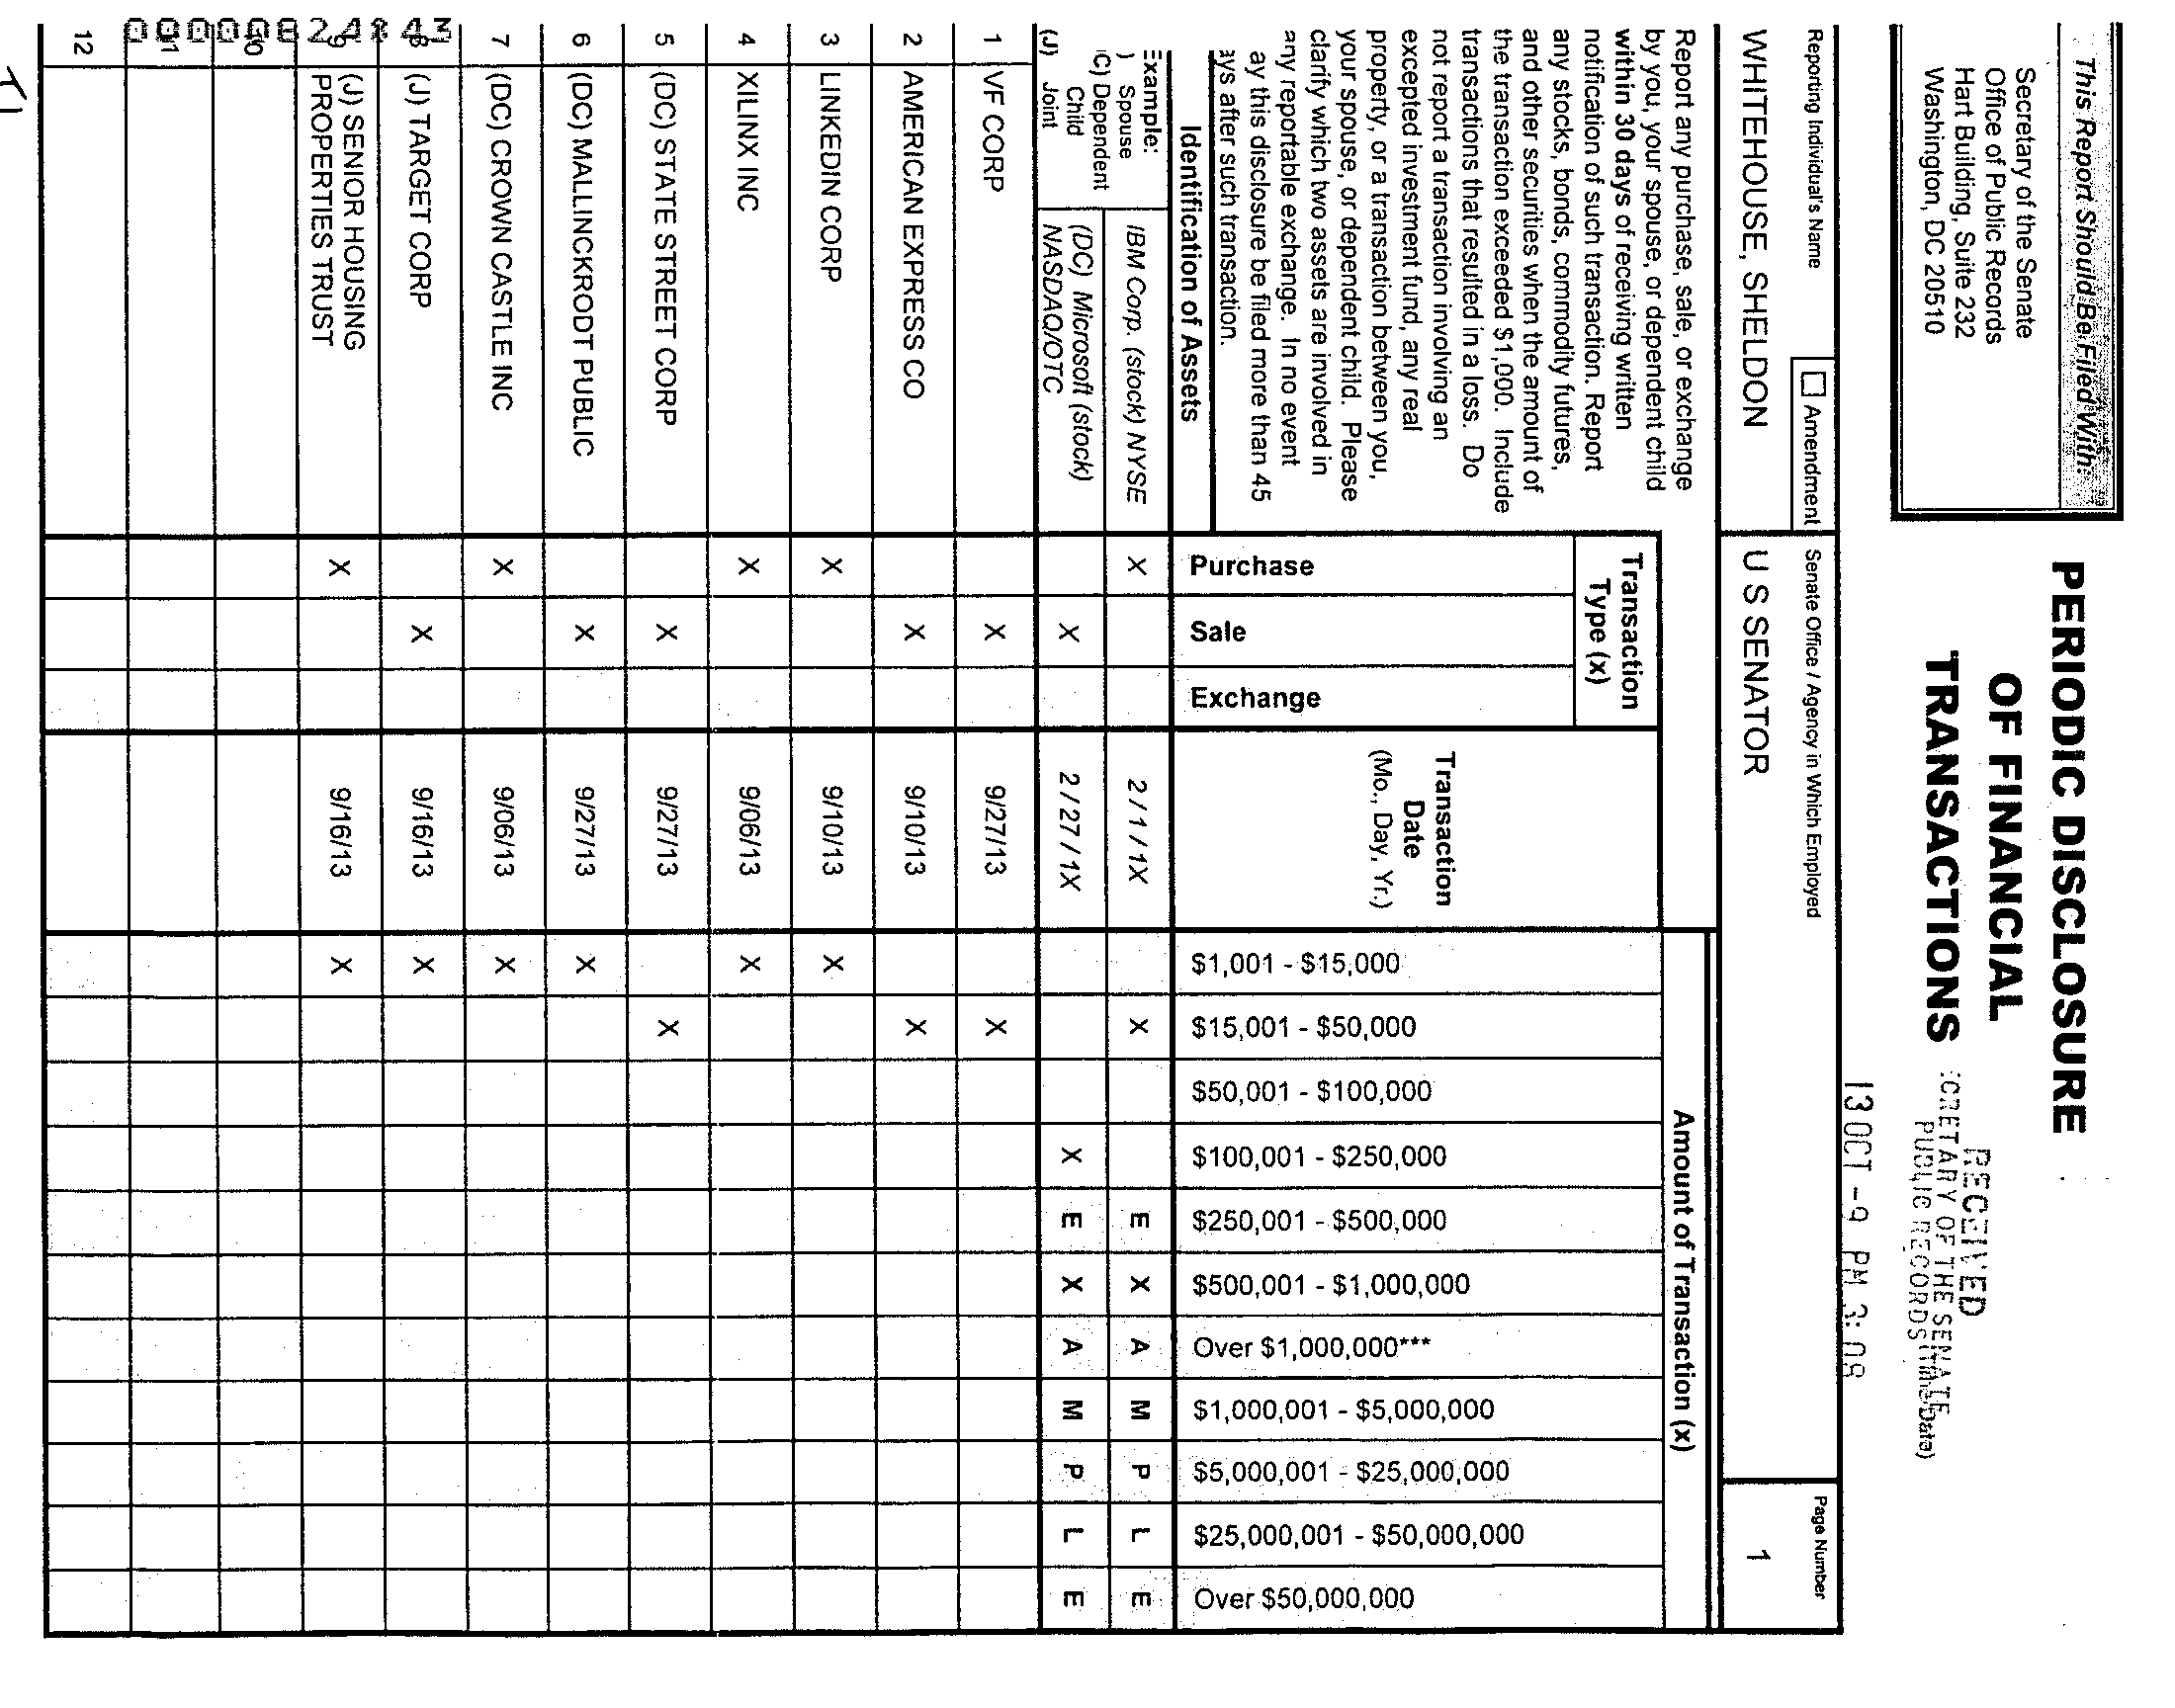 This Report Should Be Filed With:
Secretary of the Senate
Office of Public Records
Hart Building, Suite 232
Washington, DC 20510
PERIODIC DISCLOSURE
OF FINANCIAL
TRANSACTIONS
RECEIVED
CRETARY OF THE SENATE
PUBLIC RECORDS
13 OCT -9 PM 3: 08
Reporting Individual's Name
Amendment
Senate Office / Agency in Which Employed
Page Number
WHITEHOUSE, SHELDON
U S SENATOR
1
Report any purchase, sale, or exchange
by you, your spouse, or dependent child
within 30 days of receiving written
notification of such transaction. Report
any stocks, bonds, commodity futures,
and other securities when the amount of
the transaction exceeded $1,000. Include
transactions that resulted in a loss. Do
not report a transaction involving an
excepted investment fund, any real
property, or a transaction between you,
your spouse, or dependent child. Please
clarify which two assets are involved in
any reportable exchange. In no event
ay this disclosure be filed more than 45
ays after such transaction.
Identification of Assets
Transaction
Type (x)
Purchase
Sale
Exchange
Transaction
Date
(Mo., Day, Yr.)
Amount of Transaction (x)
$1,001 - $15,000
$15,001 - $50,000
$50,001 - $100,000
$100,001 - $250,000
$250,001 - $500,000
$500,001 - $1,000,000
Over $1,000,000***
$1,000,001 - $5,000,000
$5,000,001 - $25,000,000
$25,000,001 - $50,000,000
Over $50,000,000
Example:
) Spouse
C) Dependent
Child
(J) Joint
IBM Corp. (stock) NYSE X 2 / 1 / 1X X E X A M P L E
(DC) Microsoft (stock)
NASDAQ/OTC X 2 / 27 / 1X X E X A M P L E
1 VF CORP X 9/27/13 X
2 AMERICAN EXPRESS CO X 9/10/13 X
3 LINKEDIN CORP X 9/10/13 X
4 XILINX INC X 9/06/13 X
5 (DC) STATE STREET CORP X 9/27/13 X
6 (DC) MALLINCKRODT PUBLIC X 9/27/13 X
7 (DC) CROWN CASTLE INC X 9/06/13 X
8 (J) TARGET CORP X 9/16/13 X
9 (J) SENIOR HOUSING
PROPERTIES TRUST X 9/16/13 X
10
11
12